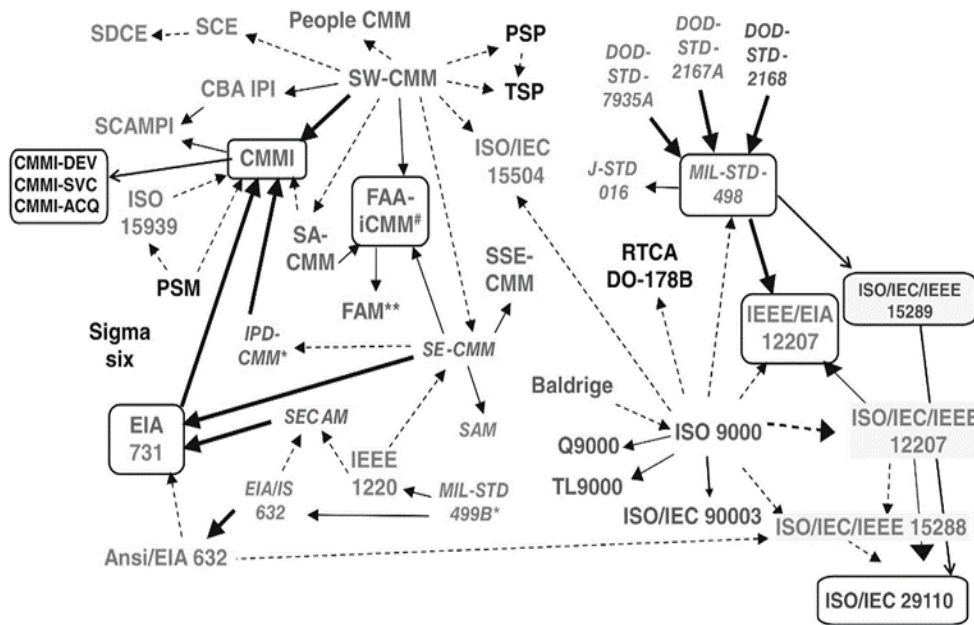 People CMM
SDCE
SCE
PSP
TSP
SW-CMM
CBA IPI
SCAMPI
CMMI
CMMI-DEV
CMMI-SVC
CMMI-ACQ
ISO
15939
PSM
SA-
CMM
FAA-
iCMM#
FAM**
ISO/IEC
15504
SSE-
CMM
DOD-
STD-
7935A
DOD-
STD-
2167A
DOD-
STD-
2168
J-STD
016
MIL-STD-
498
RTCA
DO-178B
IEEE/EIA
12207
ISO/IEC/IEEE
15289
Sigma
six
IPD-
CMM*
SE-CMM
SAM
EIA
731
SECAM
IEEE
1220
EIA/IS
632
MIL-STD
499B*
Ansi/EIA 632
Baldrige
ISO 9000
Q9000
TL9000
ISO/IEC 90003
ISO/IEC/IEEE
12207
ISO/IEC/IEEE 15288
ISO/IEC 29110